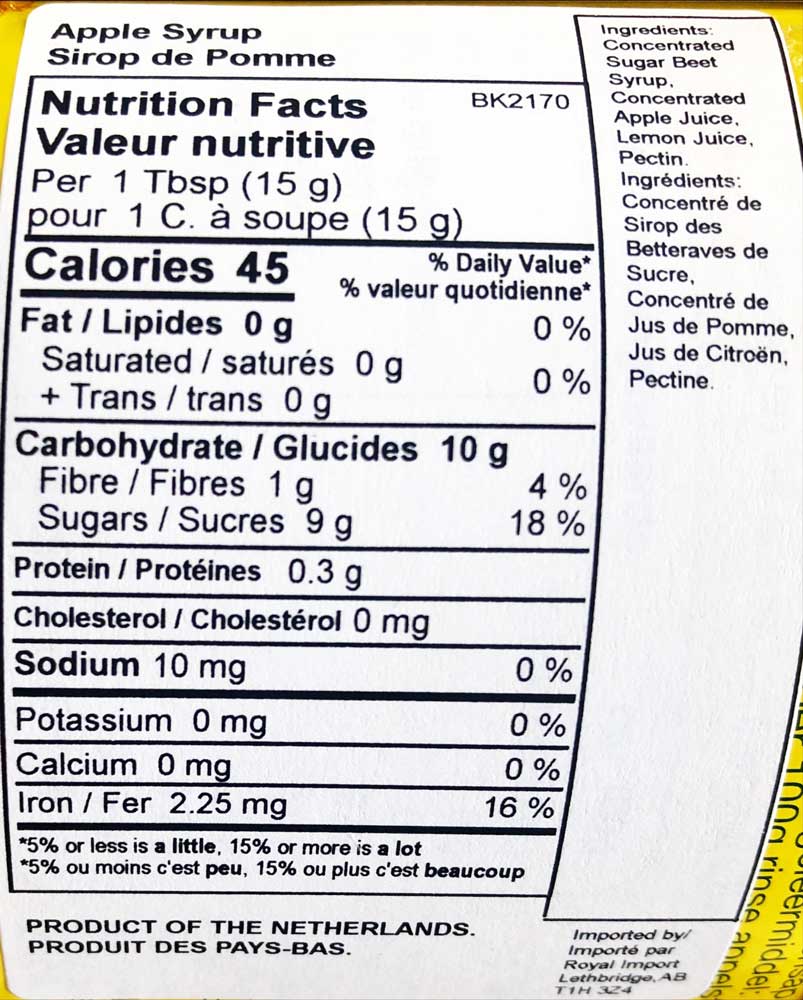 Apple Syrup
Sirop de Pomme
Nutrition Facts
BK2170
Valeur nutritive
Per 1 Tbsp (15 g)
pour 1 C. à soupe (15 g)
Calories 45
% Daily Value*
% valeur quotidienne*
Fat / Lipides 0 g 0 %
Saturated / saturés 0 g
+ Trans / trans 0 g
0 %
Carbohydrate / Glucides 10 g
Fibre / Fibres 1 g 4 %
Sugars / Sucres 9 g 18 %
Protein / Protéines 0.3 g
Cholesterol / Cholestérol 0 mg
Sodium 10 mg 0 %
Potassium 0 mg 0 %
Calcium 0 mg 0 %
Iron / Fer 2.25 mg 16 %
*5% or less is a little, 15% or more is a lot
*5% ou moins c'est peu, 15% ou plus c'est beaucoup
PRODUCT OF THE NETHERLANDS.
PRODUIT DES PAYS-BAS.
Ingredients:
Concentrated
Sugar Beet
Syrup,
Concentrated
Apple Juice,
Lemon Juice,
Pectin.
Ingrédients:
Concentré de
Sirop des
Betteraves de
Sucre,
Concentré de
Jus de Pomme,
Jus de Citroën,
Pectine.
Imported by/
Importé par
Royal Import
Lethbridge, AB
T1H 3Z4
rinse